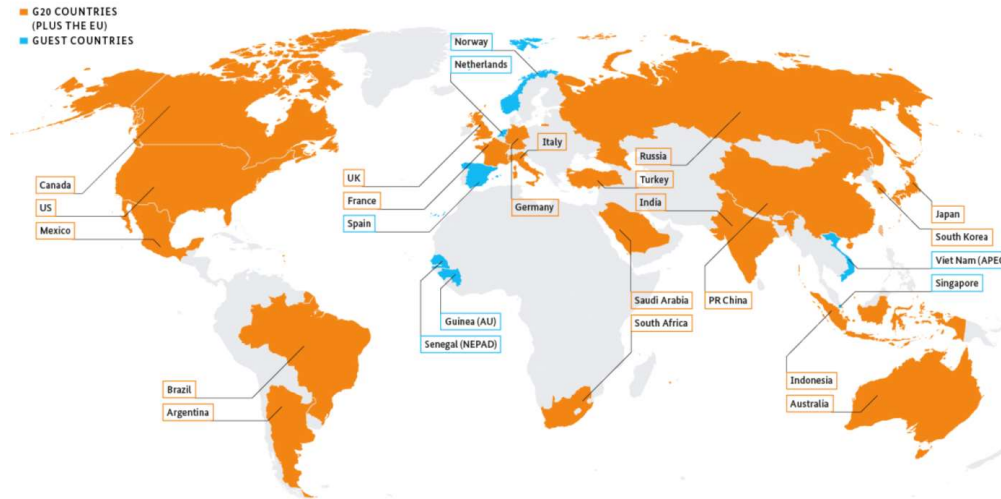 G20 COUNTRIES
(PLUS THE EU)
GUEST COUNTRIES
Norway
Netherlands
Italy
Russia
Canada
UK
Turkey
US
France
Germany
India
Japan
Mexico
Spain
South Korea
Viet Nam (APEC
Singapore
Saudi Arabia
PR China
Guinea (AU)
South Africa
Senegal (NEPAD)
Brazil
Indonesia
Argentina
Australia